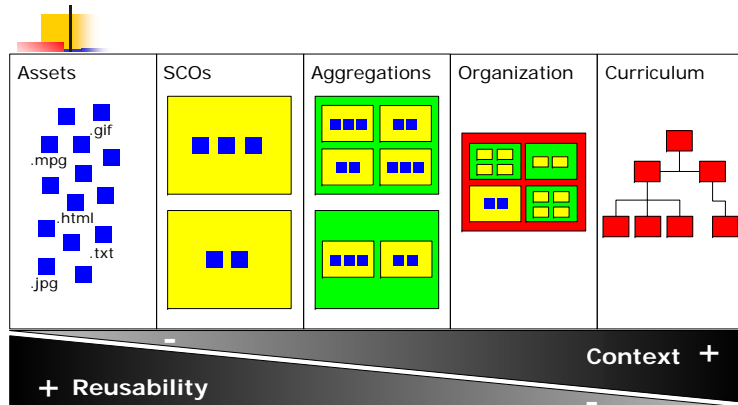 Assets
SCOs
Aggregations
Organization
Curriculum
.gif
.mpg
.html
.txt
.jpg
-
Context +
+ Reusability
-